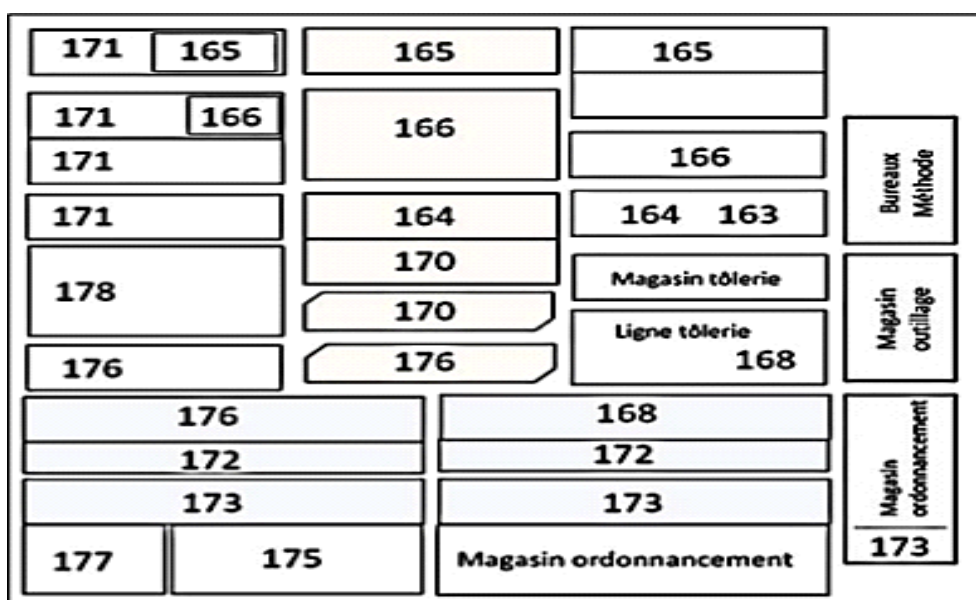 171 165 165 165
171 166 166
171 166
171 164 164 163
178 170 Magasin tôlerie
170 Ligne tôlerie
176 176 168
176 168
172 172
173 173
177 175 Magasin ordonnancement
Bureaux
Méthode
Magasin
outillage
Magasin
ordonnancement
173